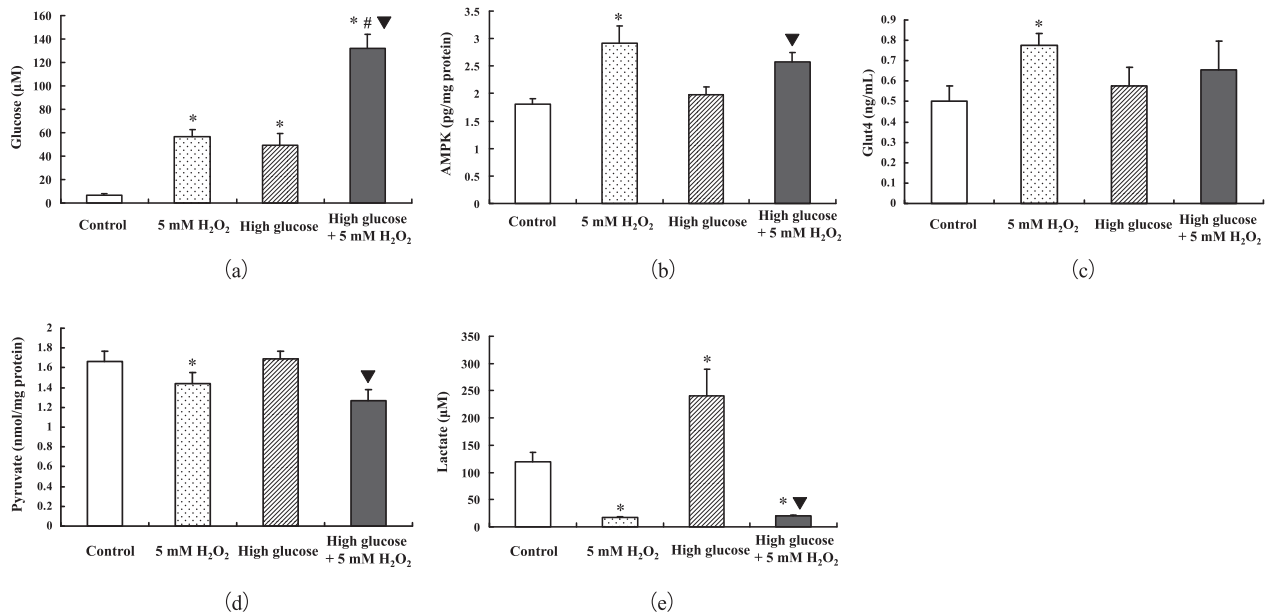 Glucose (μM)
160
140
120
100
80
60
40
20
0
*
*
* # ▼
Control
5 mM H₂O₂
High glucose
High glucose
+ 5 mM H₂O₂
(a)
AMPK (pg/mg protein)
3.5
3
2.5
2
1.5
1
0.5
0
*
▼
Control
5 mM H₂O₂
High glucose
High glucose
+ 5 mM H₂O₂
(b)
Glut4 (ng/mL)
0.9
0.8
0.7
0.6
0.5
0.4
0.3
0.2
0.1
0
*
Control
5 mM H₂O₂
High glucose
High glucose
+ 5 mM H₂O₂
(c)
Pyruvate (nmol/mg protein)
2
1.8
1.6
1.4
1.2
1
0.8
0.6
0.4
0.2
0
*
▼
Control
5 mM H₂O₂
High glucose
High glucose
+ 5 mM H₂O₂
(d)
Lactate (μM)
350
300
250
200
150
100
50
0
*
*
* ▼
Control
5 mM H₂O₂
High glucose
High glucose
+ 5 mM H₂O₂
(e)